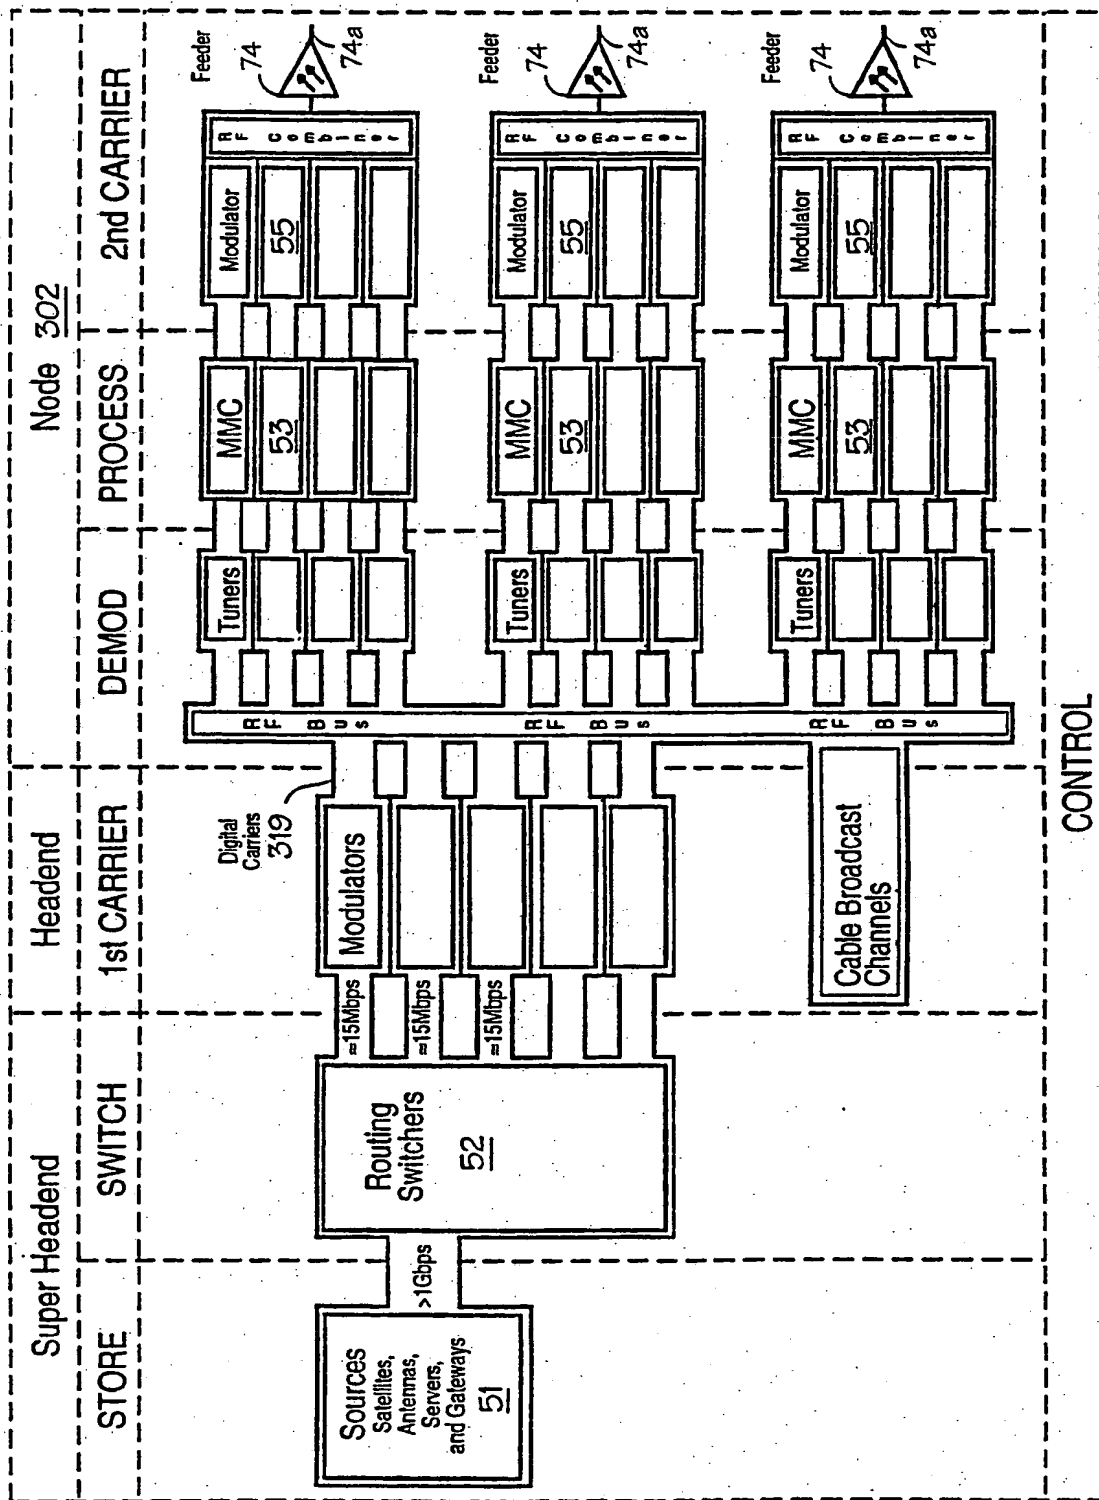 Super Headend
Headend
Node 302
STORE
SWITCH
1st CARRIER
DEMOD
PROCESS
2nd CARRIER
Sources
Satellites,
Antennas,
Servers,
and Gateways
51
>1Gbps
Routing
Switchers
52
≈15Mbps
≈15Mbps
≈15Mbps
Modulators
Digital
Carriers
319
Cable Broadcast
Channels
RF Bus
RF Bus
RF Bus
Tuners
MMC
53
Modulator
55
RF Combiner
Feeder
74
74a
Tuners
MMC
53
Modulator
55
RF Combiner
Feeder
74
74a
Tuners
MMC
53
Modulator
55
RF Combiner
Feeder
74
74a
CONTROL